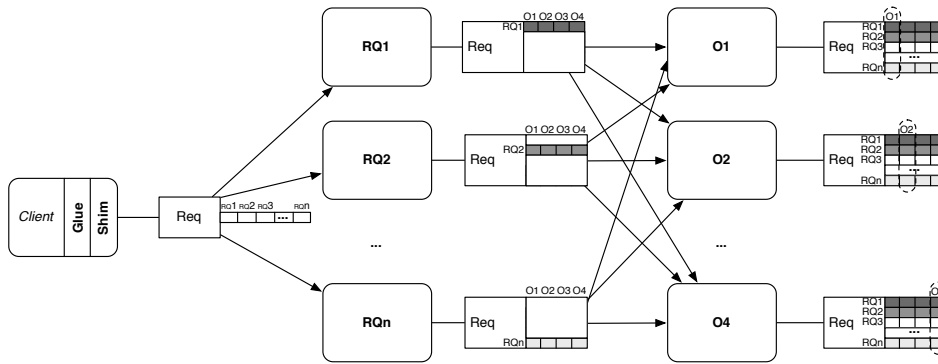 Client Glue Shim
Req
RQ1 RQ2 RQ3 ... RQn
RQ1
RQ2
...
RQn
O1 O2 O3 O4
Req RQ1
O1 O2 O3 O4
Req RQ2
O1 O2 O3 O4
Req RQn
O1
O2
...
O4
O1
Req
RQ1
RQ2
RQ3
...
RQn
O2
Req
RQ1
RQ2
RQ3
...
RQn
Req
RQ1
RQ2
RQ3
...
RQn